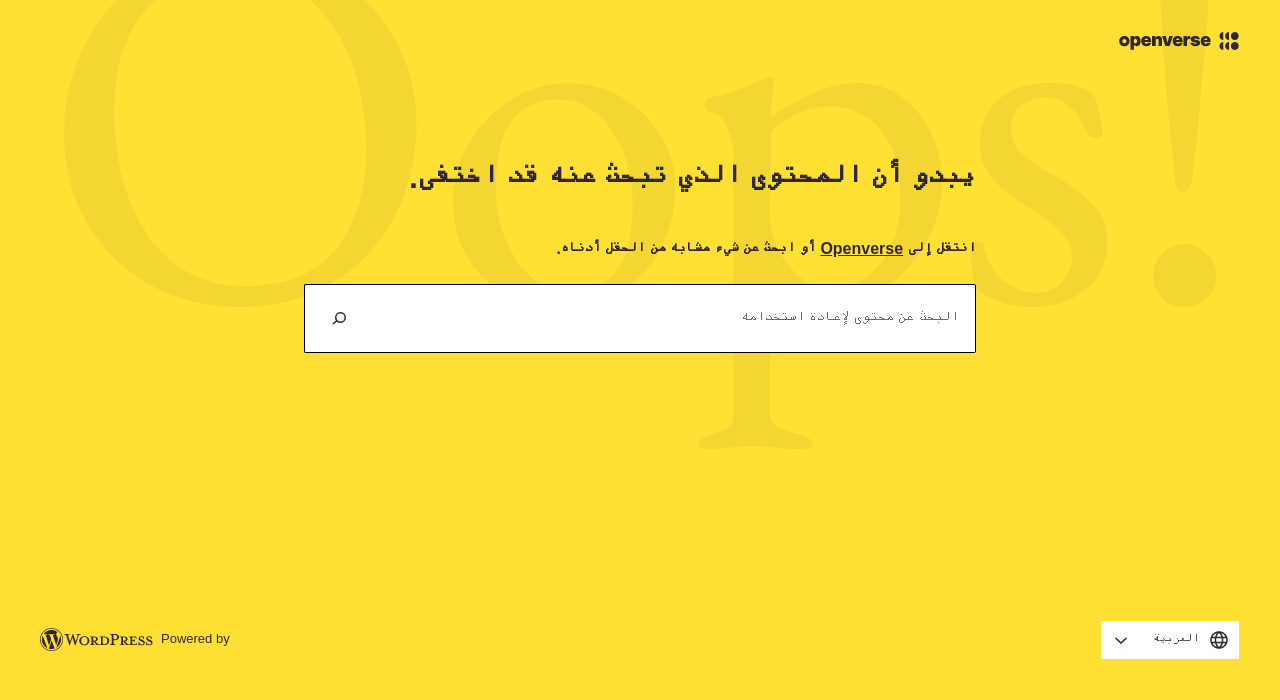 Oops!
openverse
يبدو أن المحتوى الذي تبحث عنه قد اختفى.
انتقل إلى Openverse أو ابحث عن شيء مشابه من الحقل أدناه.
البحث عن محتوى لإعادة استخدامه
العربية
Powered by WORDPRESS